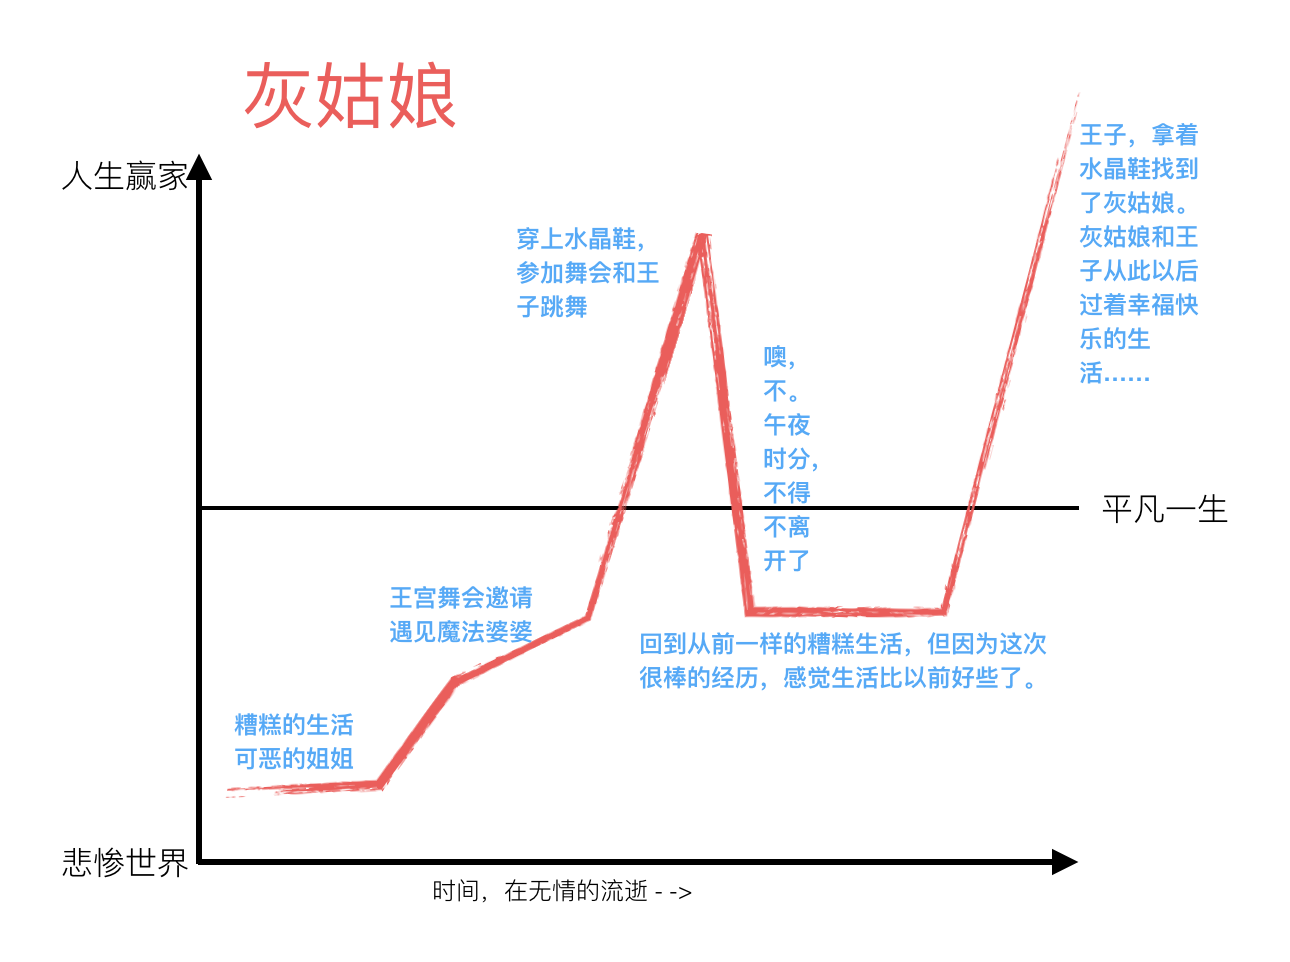 灰姑娘
人生赢家
王子，拿着
水晶鞋找到
了灰姑娘。
灰姑娘和王
子从此以后
过着幸福快
乐的生
活……
穿上水晶鞋，
参加舞会和王
子跳舞
噢，
不。
午夜
时分，
不得
不离
开了
平凡一生
王宫舞会邀请
遇见魔法婆婆
回到从前一样的糟糕生活，但因为这次
很棒的经历，感觉生活比以前好些了。
糟糕的生活
可恶的姐姐
悲惨世界
时间，在无情的流逝 - ->